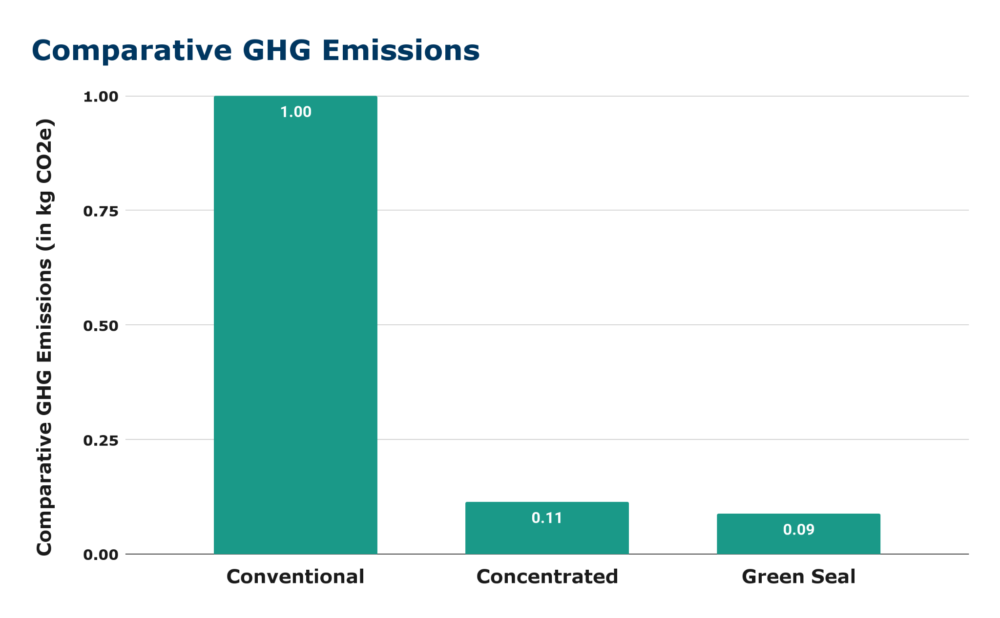 Comparative GHG Emissions
Comparative GHG Emissions (in kg CO2e)
1.00
0.75
0.50
0.25
0.00
1.00
0.11
0.09
Conventional
Concentrated
Green Seal